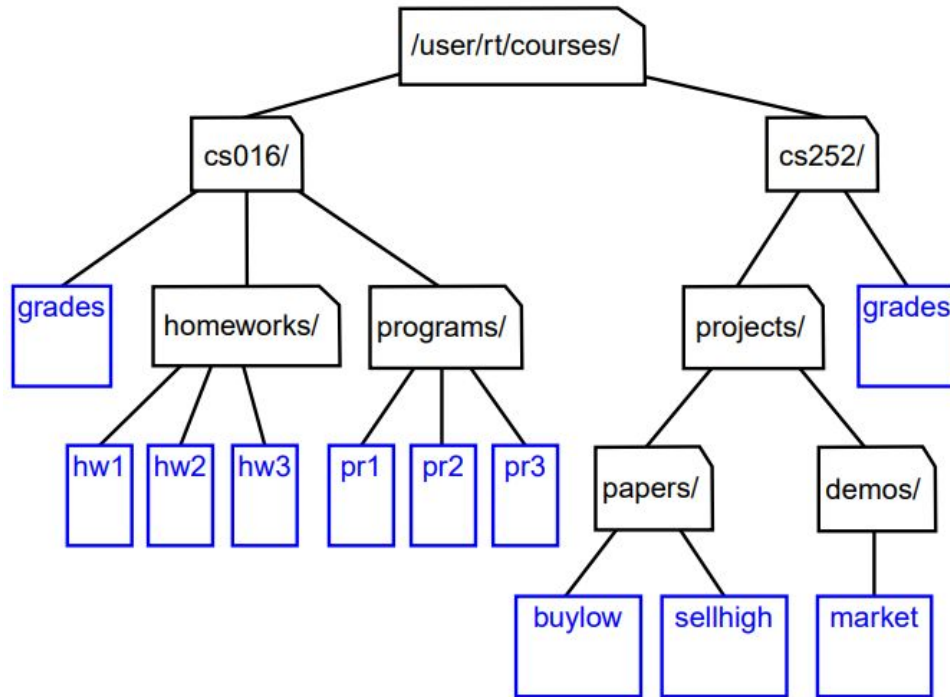 /user/rt/courses/
cs016/
cs252/
grades
homeworks/
programs/
projects/
grades
hw1
hw2
hw3
pr1
pr2
pr3
papers/
demos/
buylow
sellhigh
market